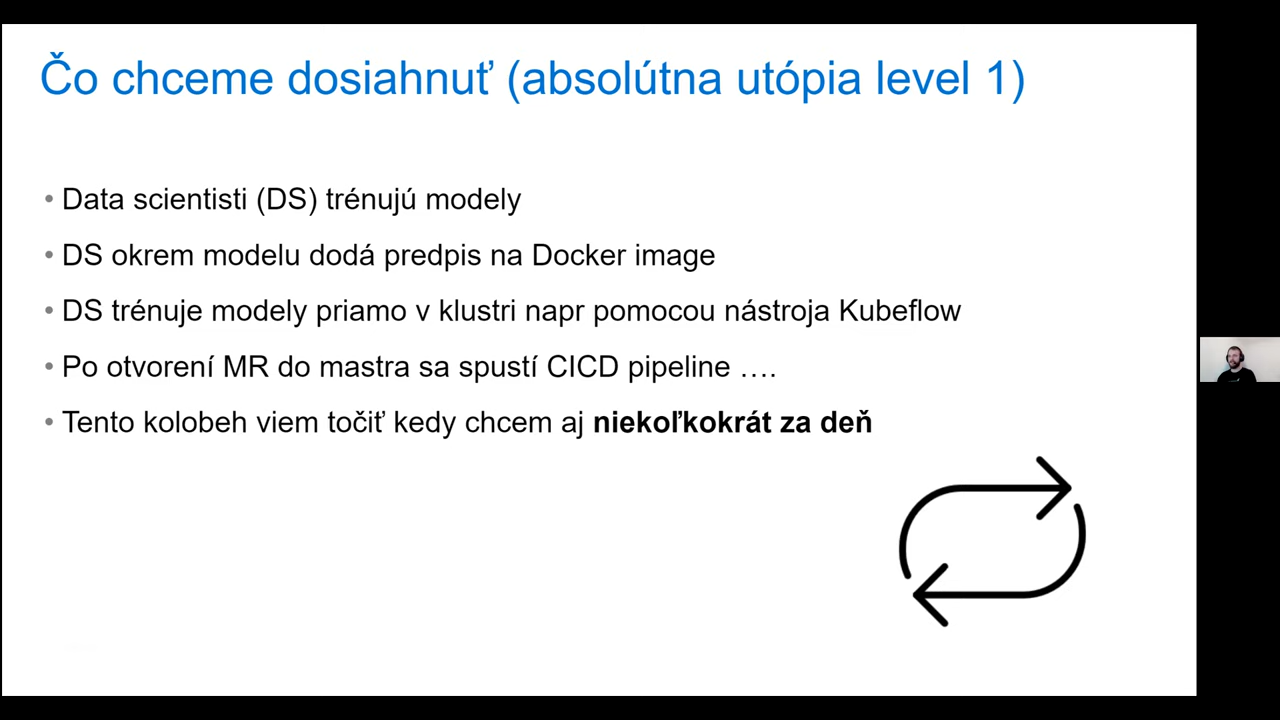 Čo chceme dosiahnuť (absolútna utópia level 1)
• Data scientisti (DS) trénujú modely
• DS okrem modelu dodá predpis na Docker image
• DS trénuje modely priamo v klustri napr pomocou nástroja Kubeflow
• Po otvorení MR do mastra sa spustí CICD pipeline ….
• Tento kolobeh viem točiť kedy chcem aj niekoľkokrát za deň